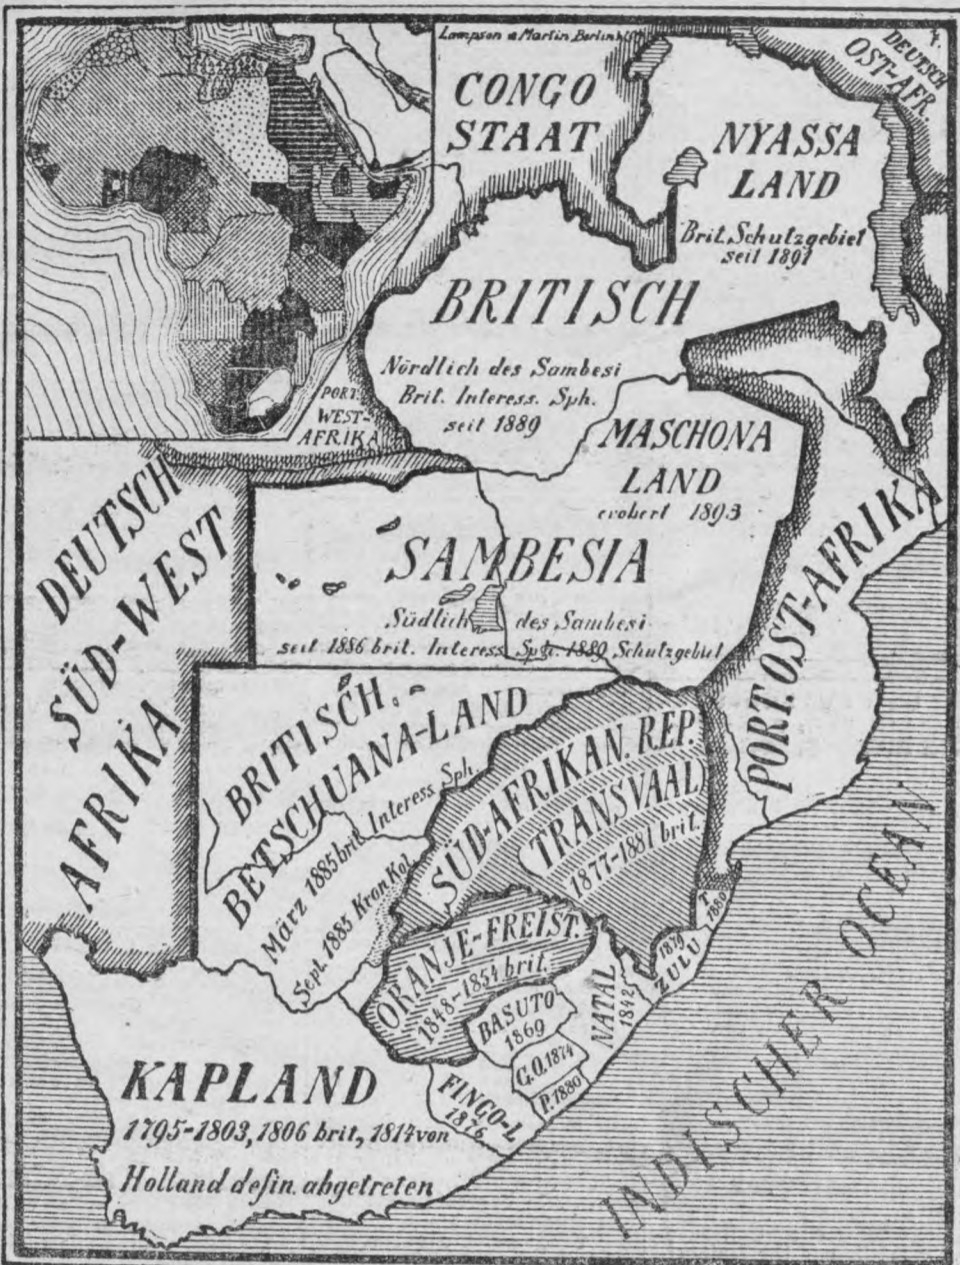 Lampson & Martin, Berlin
CONGO
STAAT
DEUTSCH
OST-AFR.
NYASSA
LAND
Brit. Schutzgebiet
seit 1891
BRITISCH
Nördlich des Sambesi
Brit. Interess. Sph.
seit 1889
PORT.
WEST-
AFRIKA
MASCHONA
LAND
erobert 1893
DEUTSCH
SÜD-WEST
AFRIKA
SAMBESIA
Südlich des Sambesi
seit 1886 brit. Interess. Sph. 1889 Schutzgebiet
PORT. OST-AFRIKA
BRITISCH.
BETSCHUANA-LAND
März 1885 brit. Interess. Sph.
Sept. 1885 Kron Kol.
SÜD-AFRIKAN. REP.
TRANSVAAL
1877-1881 brit.
ORANJE-FREIST.
1848-1854 brit.
T.
1880
1879
ZULU
NATAL
1842
BASUTO
1869
G.O. 1874
P. 1880
FINGO-L
1876
KAPLAND
1795-1803, 1806 brit, 1814 von
Holland defin. abgetreten
INDISCHER OCEAN